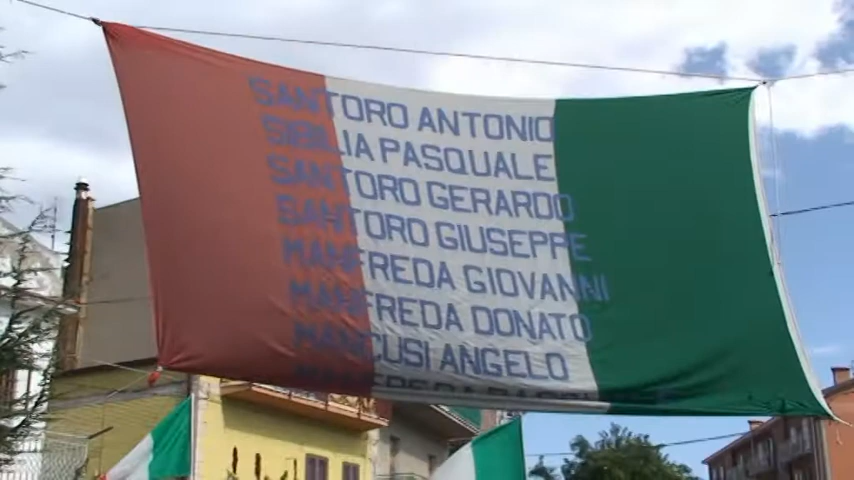 SANTORO ANTONIO
SIBILIA PASQUALE
SANTORO GERARDO
SANTORO GIUSEPPE
MANFREDA GIOVANNI
MANFREDA DONATO
MANCUSI ANGELO